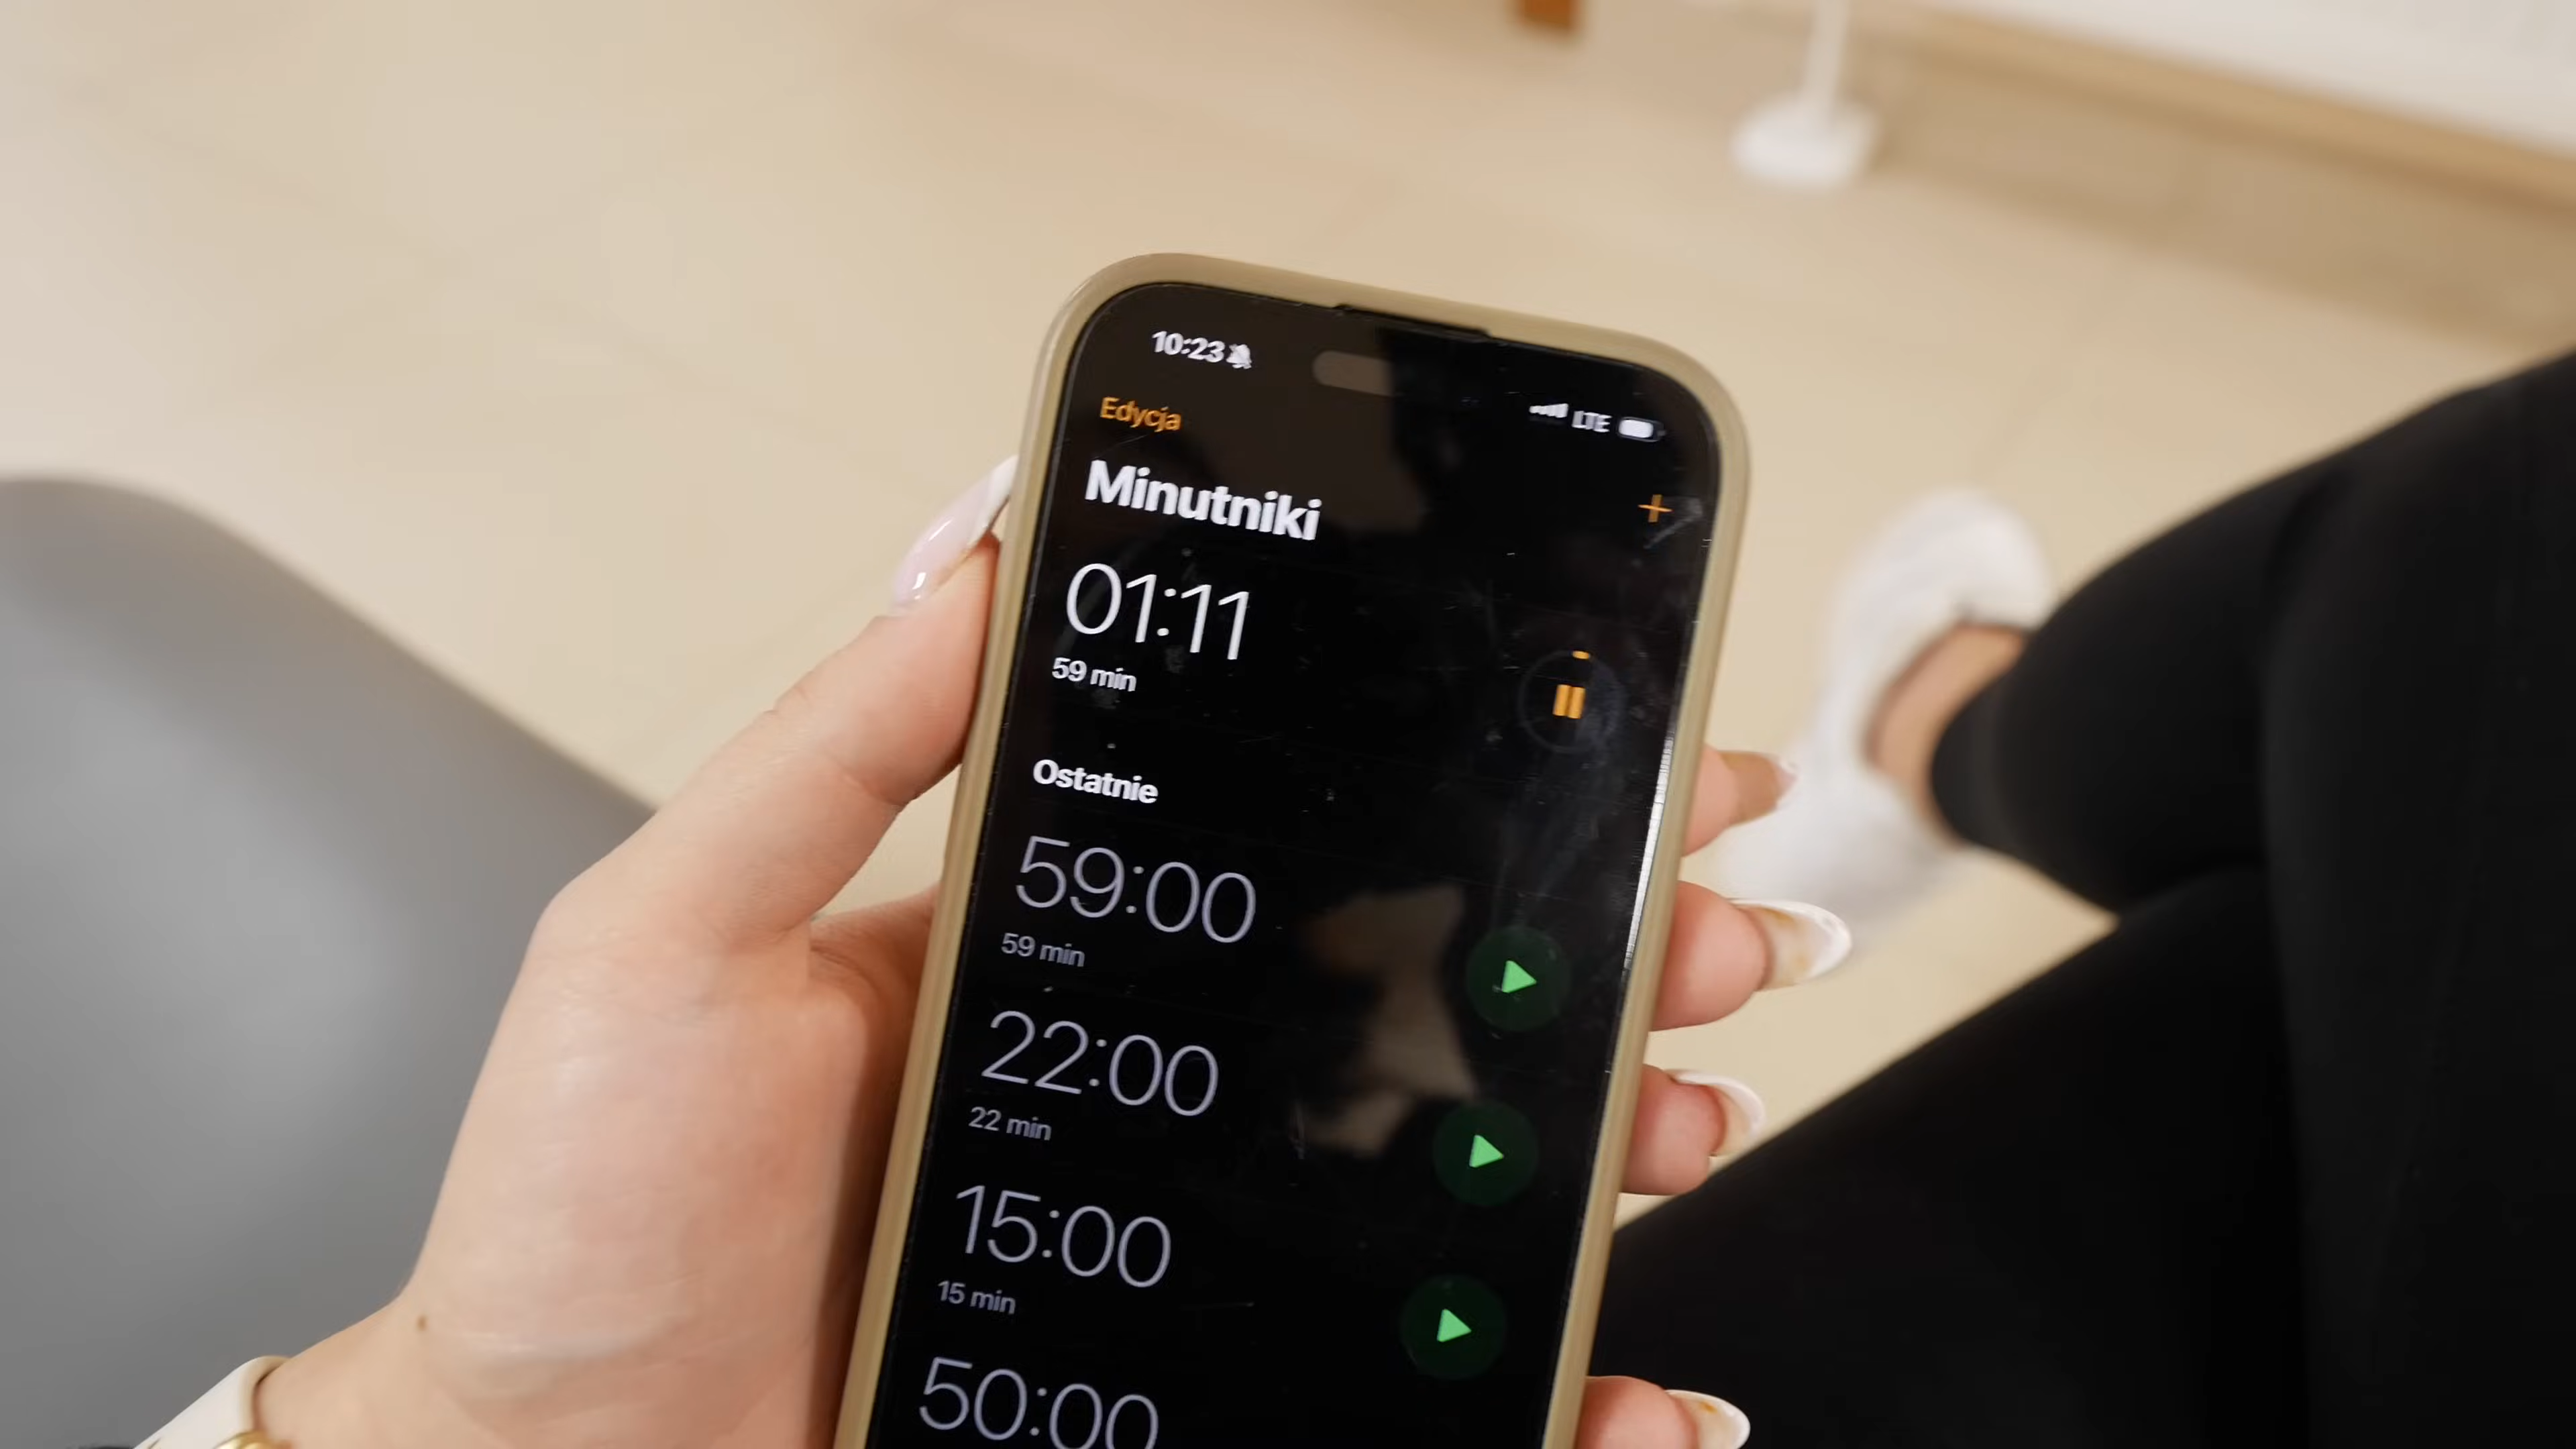 10:23
LTE
Edycja
Minutniki
01:11
59 min
Ostatnie
59:00
59 min
22:00
22 min
15:00
15 min
50:00